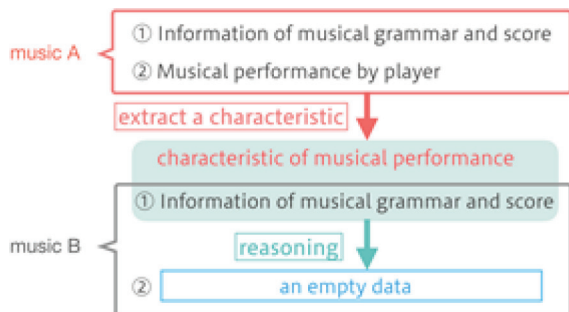 ① Information of musical grammar and score
music A
② Musical performance by player
extract a characteristic
characteristic of musical performance
① Information of musical grammar and score
music B
reasoning
② an empty data